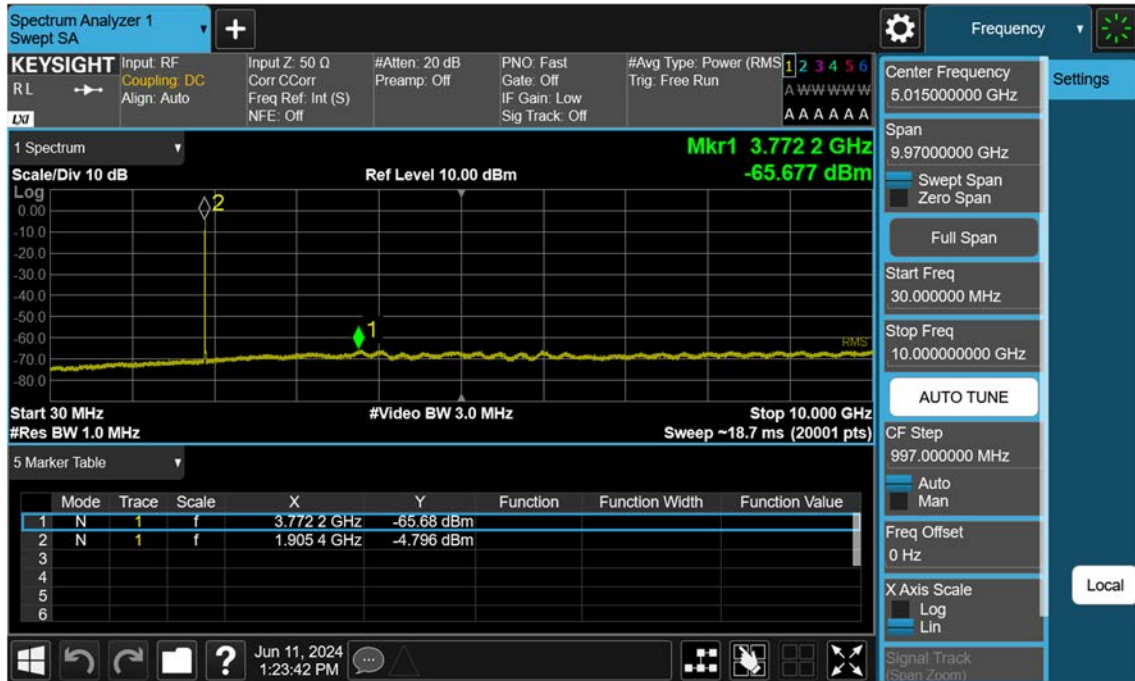 Spectrum Analyzer 1
Swept SA
+
Frequency
KEYSIGHT
RL
LXI
Input: RF
Coupling: DC
Align: Auto
Input Z: 50 Ω
Corr CCorr
Freq Ref: Int (S)
NFE: Off
#Atten: 20 dB
Preamp: Off
PNO: Fast
Gate: Off
IF Gain: Low
Sig Track: Off
#Avg Type: Power (RMS
Trig: Free Run
1 2 3 4 5 6
A W W W W W
A A A A A A
Center Frequency
5.015000000 GHz
Settings
Span
9.97000000 GHz
Swept Span
Zero Span
Full Span
Start Freq
30.000000 MHz
Stop Freq
10.000000000 GHz
AUTO TUNE
CF Step
997.000000 MHz
Auto
Man
Freq Offset
0 Hz
X Axis Scale
Log
Lin
Signal Track
(Span Zoom)
Local
1 Spectrum
Mkr1 3.772 2 GHz
-65.677 dBm
Scale/Div 10 dB
Ref Level 10.00 dBm
Log
0.00
-10.0
-20.0
-30.0
-40.0
-50.0
-60.0
-70.0
-80.0
2
1
RMS
Start 30 MHz
#Video BW 3.0 MHz
Stop 10.000 GHz
#Res BW 1.0 MHz
Sweep ~18.7 ms (20001 pts)
5 Marker Table
Mode Trace Scale X Y Function Function Width Function Value
1 N 1 f 3.772 2 GHz -65.68 dBm
2 N 1 f 1.905 4 GHz -4.796 dBm
3
4
5
6
?
Jun 11, 2024
1:23:42 PM